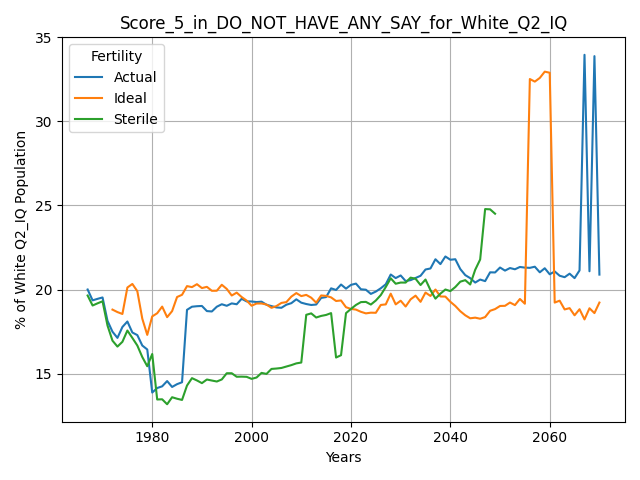 Score_5_in_DO_NOT_HAVE_ANY_SAY_for_White_Q2_IQ
Fertility
Actual
Ideal
Sterile
% of White Q2_IQ Population
35
30
25
20
15
1980
2000
2020
2040
2060
Years